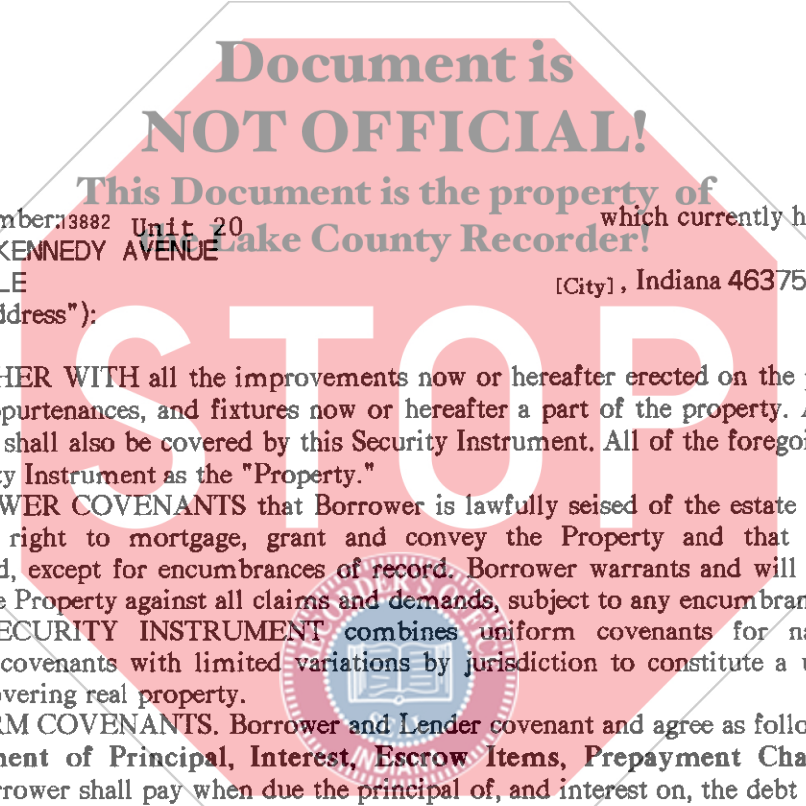 Document is
NOT OFFICIAL!
This Document is the property of
the Lake County Recorder!
mber:13882 Unit 20 which currently h
KENNEDY AVENUE
LE [City], Indiana 46375
ddress"):
STOP
HER WITH all the improvements now or hereafter erected on the
purtenances, and fixtures now or hereafter a part of the property. A
shall also be covered by this Security Instrument. All of the foregoi
ty Instrument as the "Property."
WER COVENANTS that Borrower is lawfully seised of the estate
right to mortgage, grant and convey the Property and that
d, except for encumbrances of record. Borrower warrants and will
e Property against all claims and demands, subject to any encumbran
ECURITY INSTRUMENT combines uniform covenants for na
covenants with limited variations by jurisdiction to constitute a u
vering real property.
RM COVENANTS. Borrower and Lender covenant and agree as follo
ment of Principal, Interest, Escrow Items, Prepayment Cha
rrower shall pay when due the principal of, and interest on, the debt